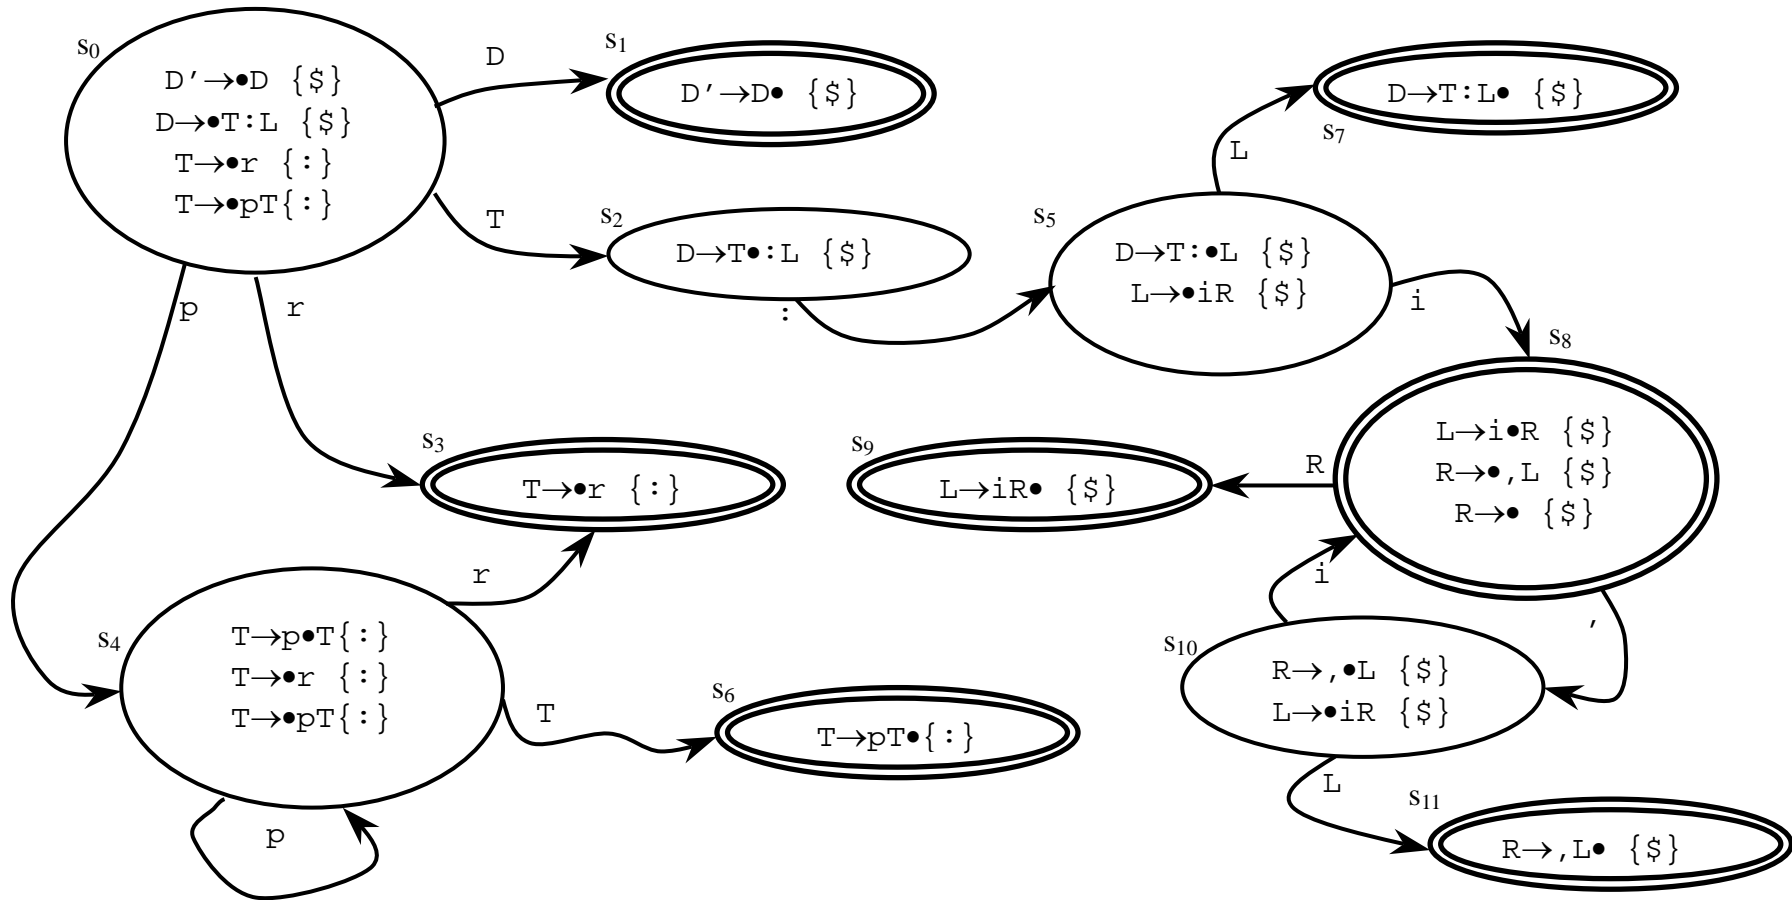 s0
D'→●D {$}
D→●T:L {$}
T→●r {:}
T→●pT{:}
D
s1
D'→D● {$}
T
s2
D→T●:L {$}
:
s5
D→T:●L {$}
L→●iR {$}
L
s7
D→T:L● {$}
i
s8
L→i●R {$}
R→●,L {$}
R→● {$}
p
r
s3
T→●r {:}
R
s9
L→iR● {$}
r
s4
T→p●T{:}
T→●r {:}
T→●pT{:}
p
T
s6
T→pT●{:}
i
,
s10
R→,●L {$}
L→●iR {$}
L
s11
R→,L● {$}